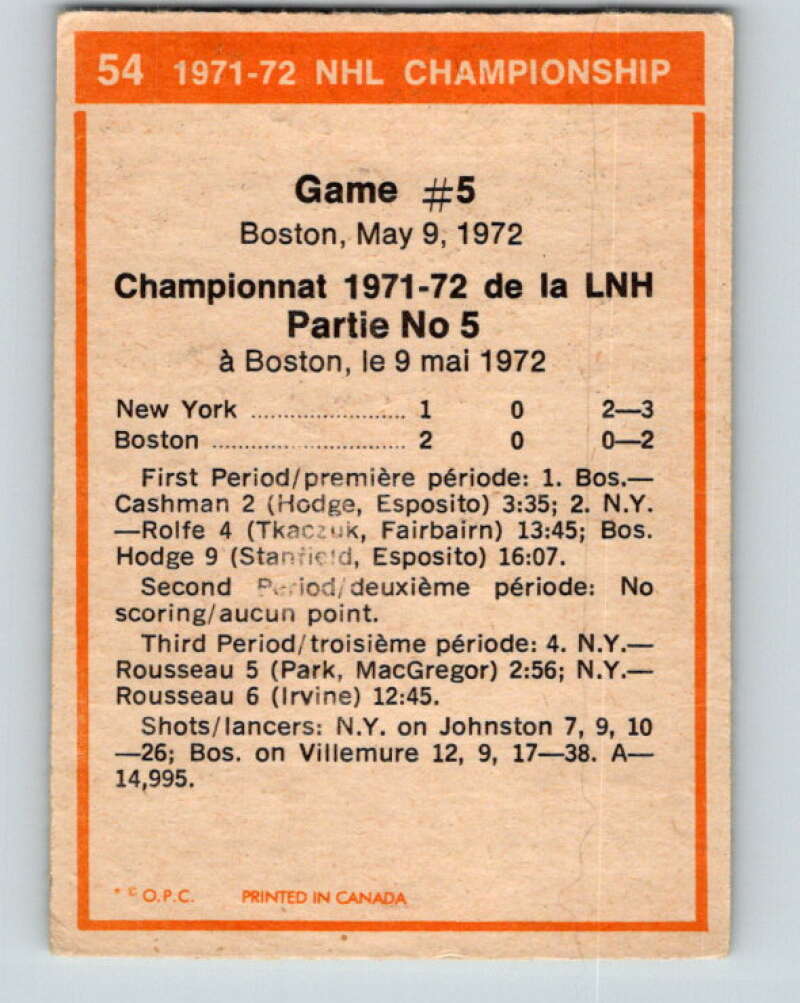 54 1971-72 NHL CHAMPIONSHIP
Game #5
Boston, May 9, 1972
Championnat 1971-72 de la LNH
Partie No 5
à Boston, le 9 mai 1972
New York ........................ 1 0 2—3
Boston .............................. 2 0 0—2
First Period/première période: 1. Bos.—
Cashman 2 (Hodge, Esposito) 3:35; 2. N.Y.
—Rolfe 4 (Tkaczuk, Fairbairn) 13:45; Bos.
Hodge 9 (Stanfield, Esposito) 16:07.
Second Period/deuxième période: No
scoring/aucun point.
Third Period/troisième période: 4. N.Y.—
Rousseau 5 (Park, MacGregor) 2:56; N.Y.—
Rousseau 6 (Irvine) 12:45.
Shots/lancers: N.Y. on Johnston 7, 9, 10
—26; Bos. on Villemure 12, 9, 17—38. A—
14,995.
* © O.P.C. PRINTED IN CANADA